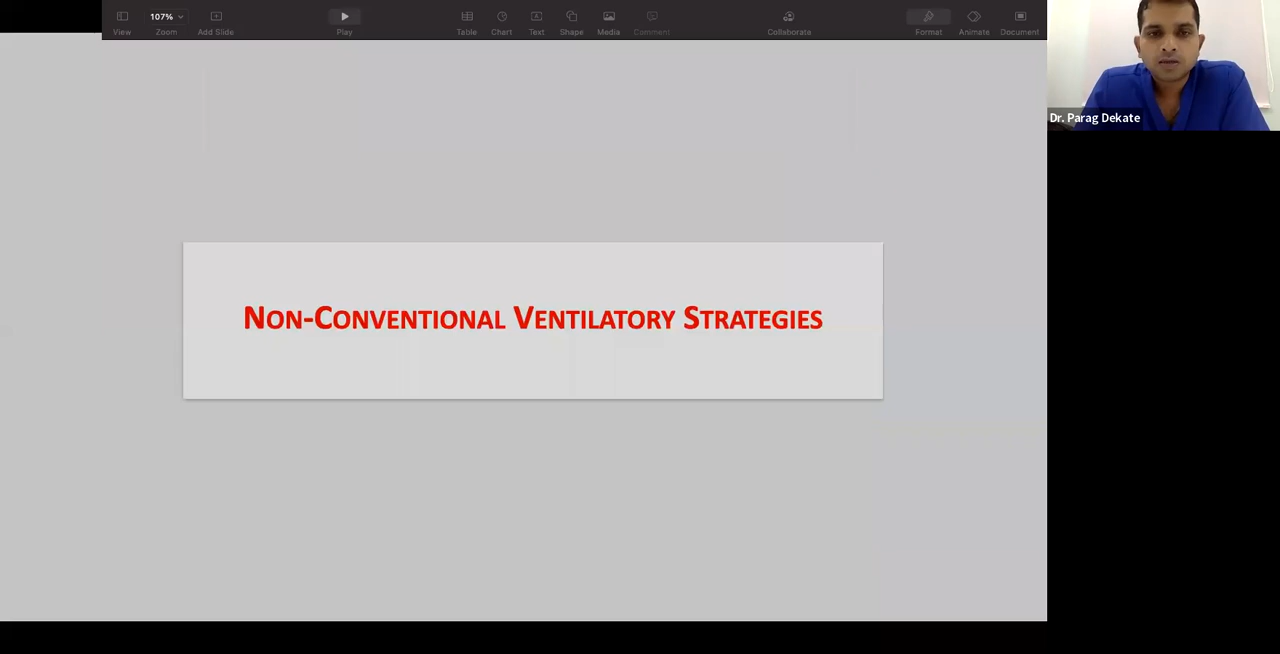 107%
View
Zoom
Add Slide
Play
Table
Chart
Text
Shape
Media
Comment
Collaborate
Format
Animate
Document
Dr. Parag Dekate
NON-CONVENTIONAL VENTILATORY STRATEGIES